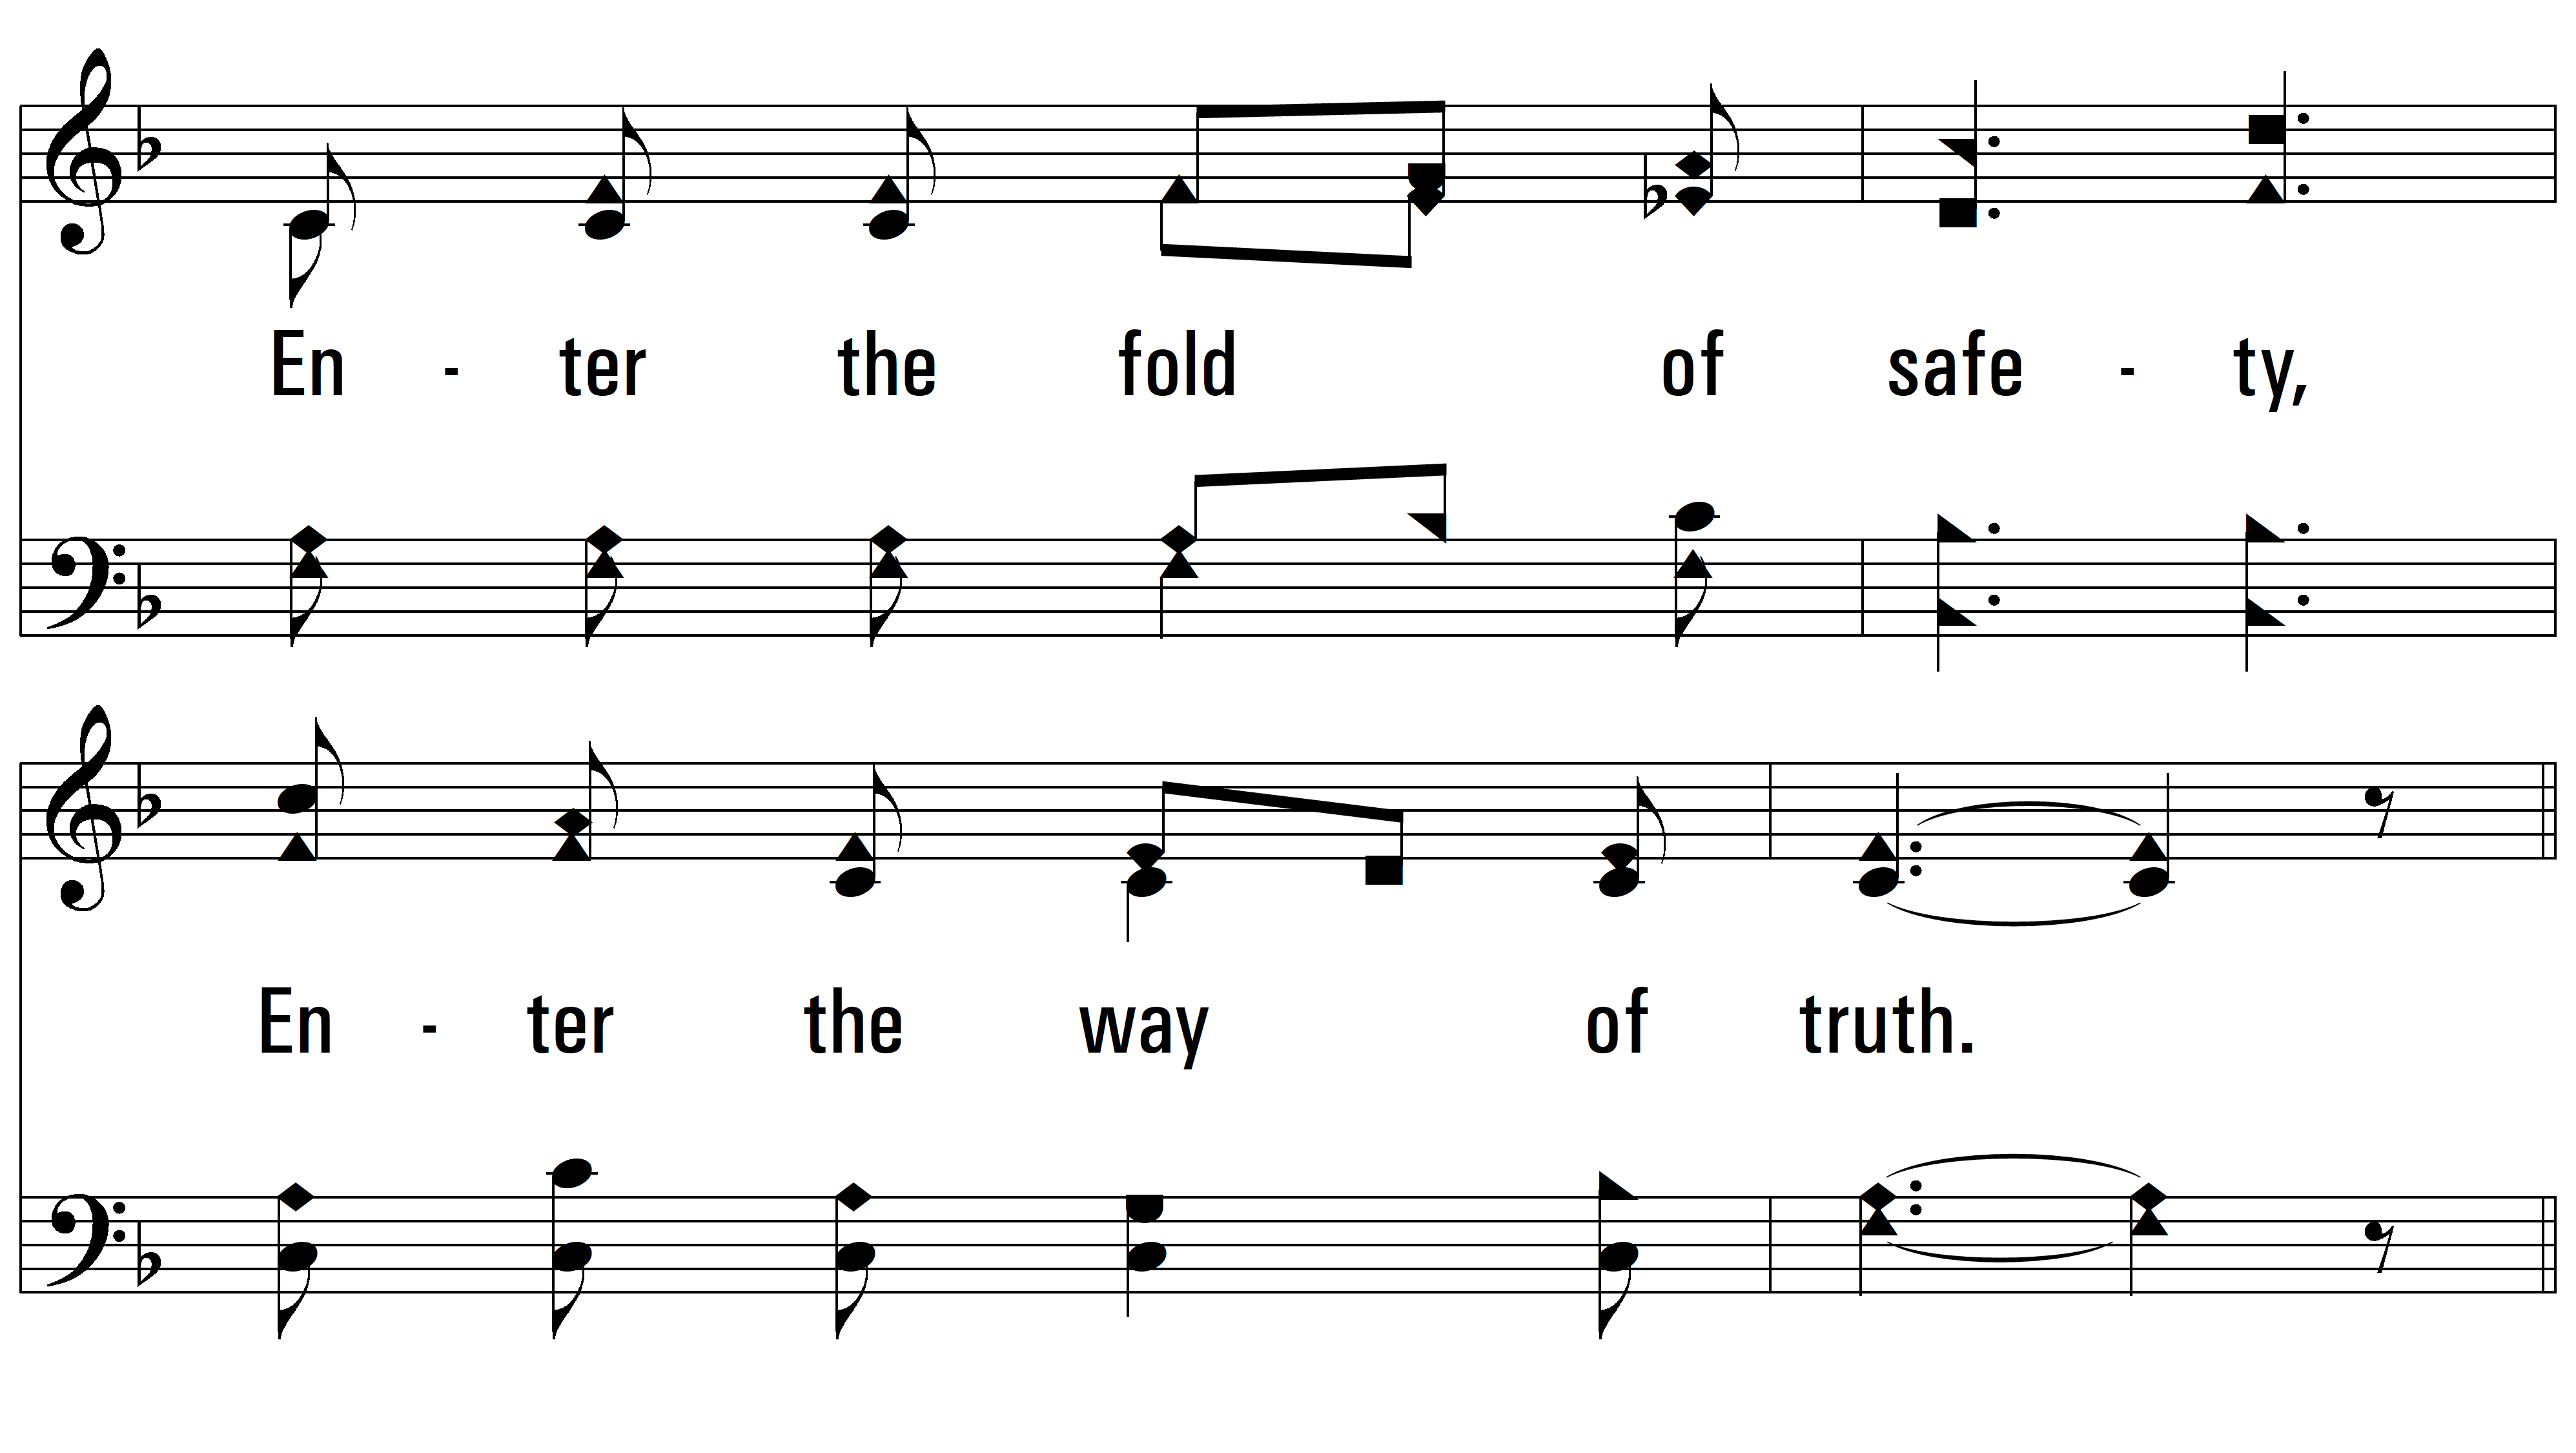 En - ter the fold of safe - ty,
En - ter the way of truth.